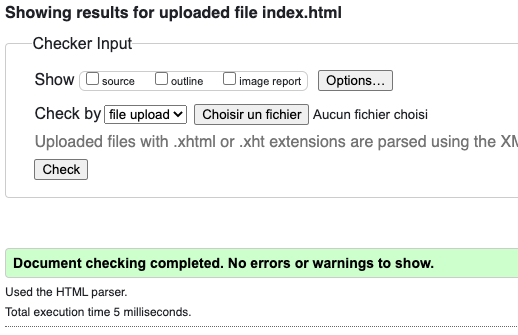 Showing results for uploaded file index.html
Checker Input
Show source outline image report Options...
Check by file upload Choisir un fichier Aucun fichier choisi
Uploaded files with .xhtml or .xht extensions are parsed using the
Check
Document checking completed. No errors or warnings to show.
Used the HTML parser.
Total execution time 5 milliseconds.